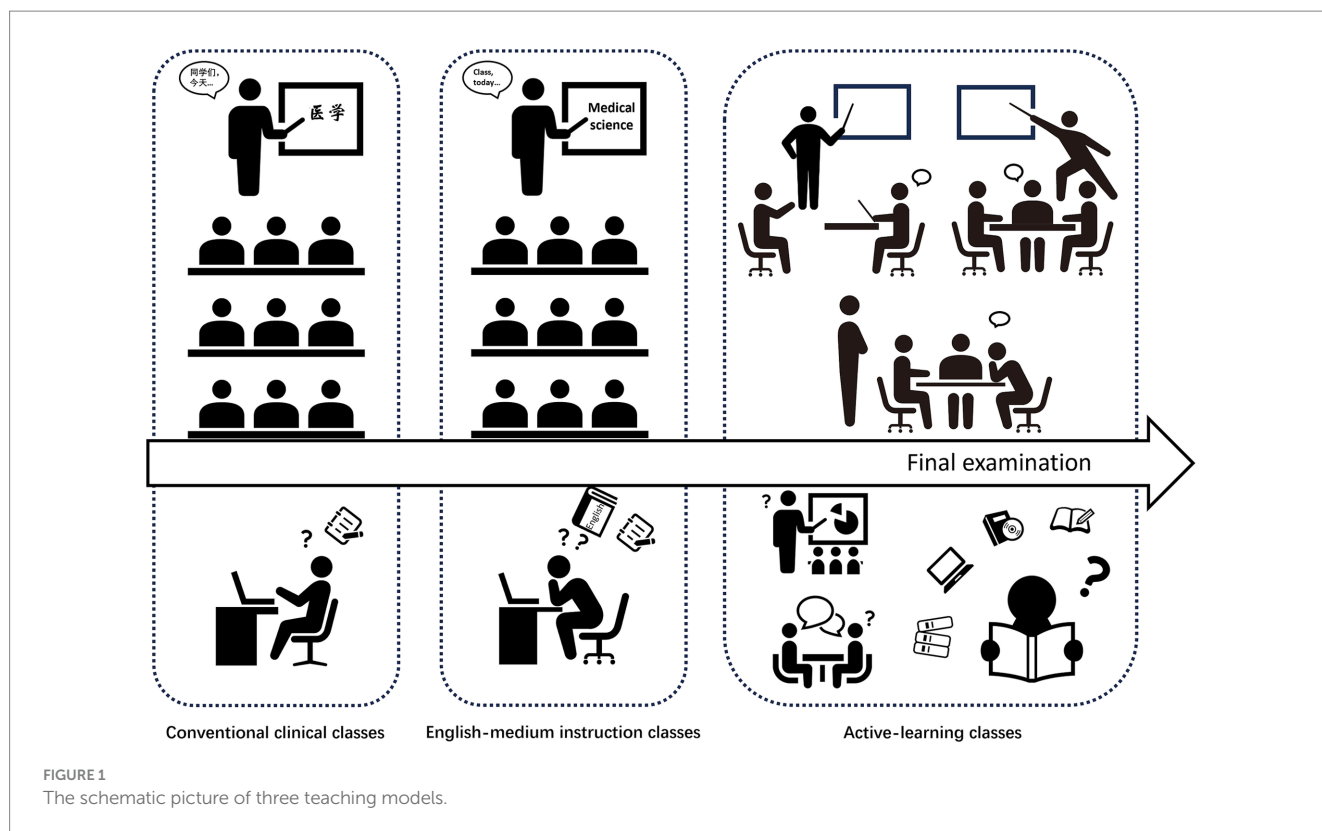 同学们，
今天...
医学
Class,
today...
Medical
science
Final examination
?
English
? ?
?
?
?
Conventional clinical classes
English-medium instruction classes
Active-learning classes
FIGURE 1
The schematic picture of three teaching models.